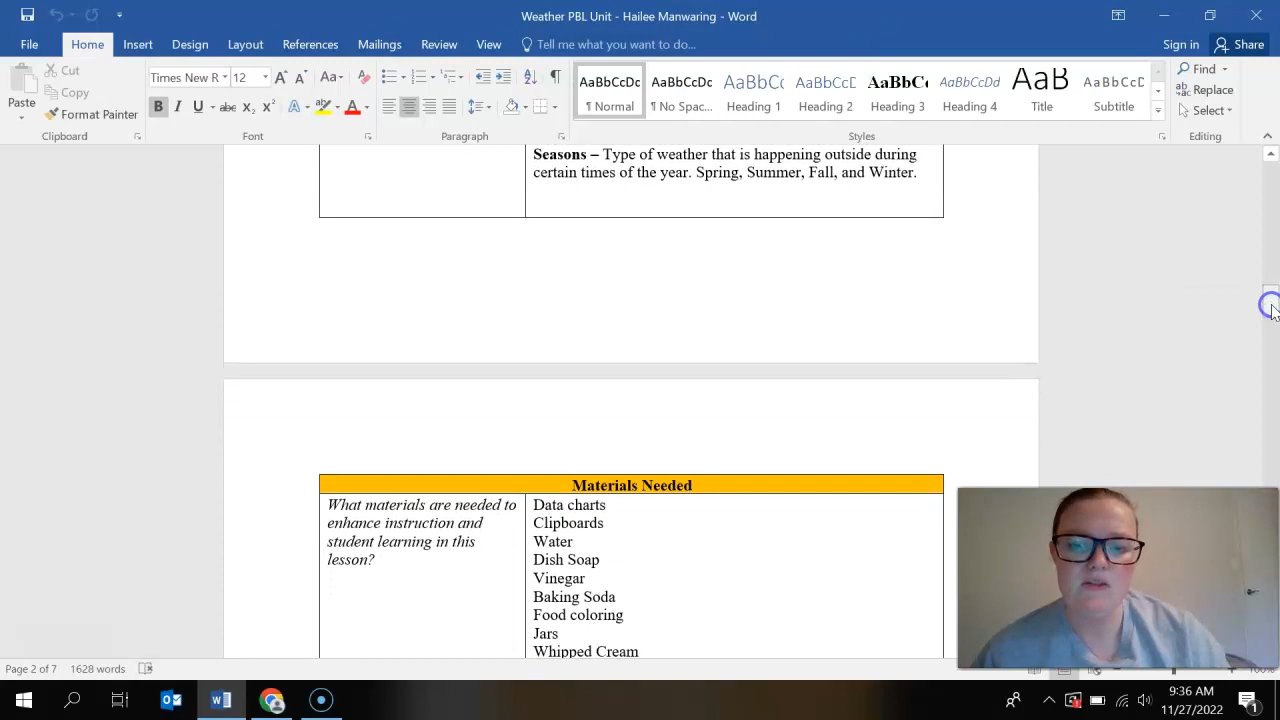 Weather PBL Unit - Hailee Manwaring - Word
File Home Insert Design Layout References Mailings Review View Tell me what you want to do... Sign in Share
Cut
Copy
Paste Format Painter
Clipboard
Times New R 12
Font
Paragraph
AaBbCcDc AaBbCcDc AaBbCc AaBbCcD AaBbCc AaBbCcDd AaB AaBbCcD
¶ Normal ¶ No Spac... Heading 1 Heading 2 Heading 3 Heading 4 Title Subtitle
Styles
Find
Replace
Select
Editing
Seasons – Type of weather that is happening outside during
certain times of the year. Spring, Summer, Fall, and Winter.
Materials Needed
What materials are needed to
enhance instruction and
student learning in this
lesson?
Data charts
Clipboards
Water
Dish Soap
Vinegar
Baking Soda
Food coloring
Jars
Whipped Cream
Page 2 of 7 1628 words
9:36 AM
11/27/2022
1